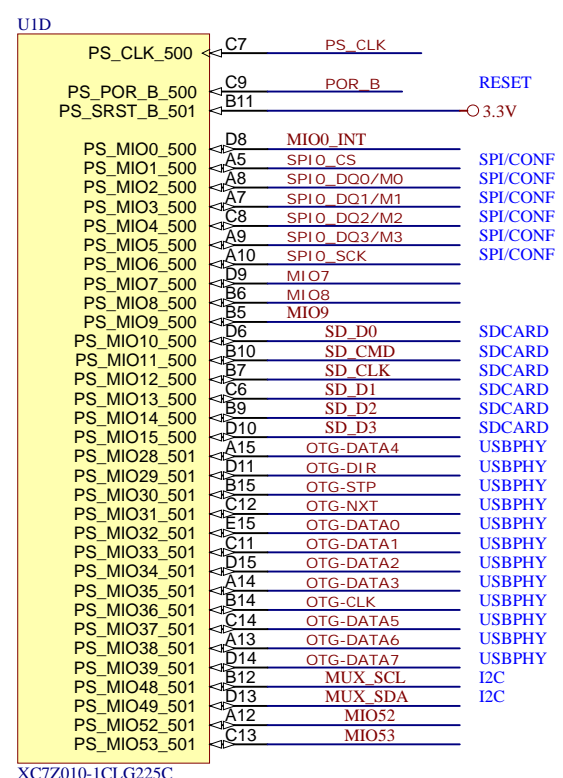 U1D
PS_CLK_500 C7 PS_CLK
PS_POR_B_500 C9 POR_B RESET
PS_SRST_B_501 B11 3.3V
PS_MIO0_500 D8 MIO0_INT
PS_MIO1_500 A5 SPI0_CS SPI/CONF
PS_MIO2_500 A8 SPI0_DQ0/M0 SPI/CONF
PS_MIO3_500 A7 SPI0_DQ1/M1 SPI/CONF
PS_MIO4_500 C8 SPI0_DQ2/M2 SPI/CONF
PS_MIO5_500 A9 SPI0_DQ3/M3 SPI/CONF
PS_MIO6_500 A10 SPI0_SCK SPI/CONF
PS_MIO7_500 D9 MIO7
PS_MIO8_500 B6 MIO8
PS_MIO9_500 B5 MIO9
PS_MIO10_500 D6 SD_D0 SDCARD
PS_MIO11_500 B10 SD_CMD SDCARD
PS_MIO12_500 B7 SD_CLK SDCARD
PS_MIO13_500 C6 SD_D1 SDCARD
PS_MIO14_500 B9 SD_D2 SDCARD
PS_MIO15_500 D10 SD_D3 SDCARD
PS_MIO28_501 A15 OTG-DATA4 USBPHY
PS_MIO29_501 D11 OTG-DIR USBPHY
PS_MIO30_501 B15 OTG-STP USBPHY
PS_MIO31_501 C12 OTG-NXT USBPHY
PS_MIO32_501 E15 OTG-DATA0 USBPHY
PS_MIO33_501 C11 OTG-DATA1 USBPHY
PS_MIO34_501 D15 OTG-DATA2 USBPHY
PS_MIO35_501 A14 OTG-DATA3 USBPHY
PS_MIO36_501 B14 OTG-CLK USBPHY
PS_MIO37_501 C14 OTG-DATA5 USBPHY
PS_MIO38_501 A13 OTG-DATA6 USBPHY
PS_MIO39_501 D14 OTG-DATA7 USBPHY
PS_MIO48_501 B12 MUX_SCL I2C
PS_MIO49_501 D13 MUX_SDA I2C
PS_MIO52_501 A12 MIO52
PS_MIO53_501 C13 MIO53
XC7Z010-1CLG225C